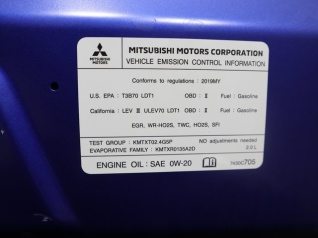 MITSUBISHI MOTORS
MITSUBISHI MOTORS CORPORATION
VEHICLE EMISSION CONTROL INFORMATION
Conforms to regulations : 2019MY
U.S. EPA : T3B70 LDT1 OBD : II Fuel : Gasoline
California : LEV III ULEV70 LDT1 OBD : II Fuel : Gasoline
EGR, WR-HO2S, TWC, HO2S, SFI
TEST GROUP : KMTXT02.4G5P No adjustments needed
EVAPORATIVE FAMILY : KMTXR0135A2D 2.0 L
ENGINE OIL: SAE 0W-20 1430C705